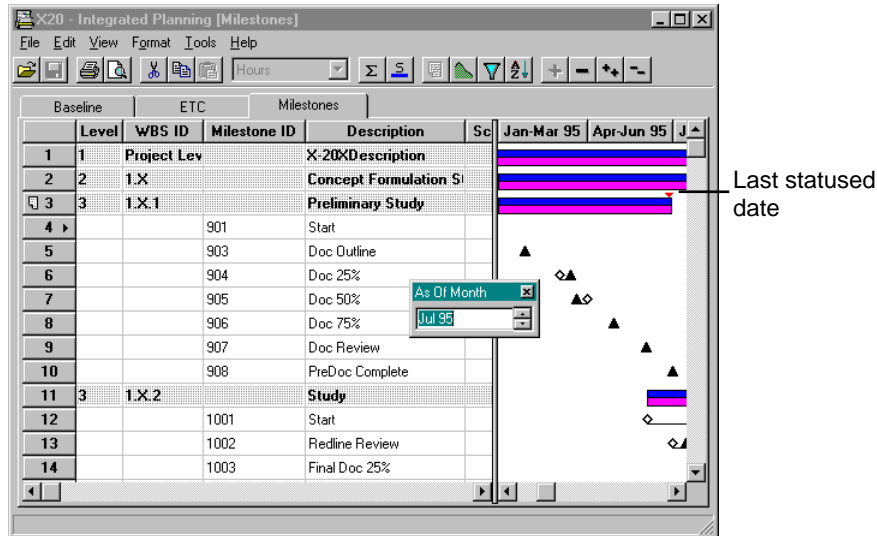 X20 - Integrated Planning [Milestones]
File Edit View Format Tools Help
Hours Σ S
Baseline ETC Milestones
Level WBS ID Milestone ID Description Sc Jan-Mar 95 Apr-Jun 95 J
1 1 Project Lev X-20XDescription
2 2 1.X Concept Formulation St
3 3 1.X.1 Preliminary Study
Last statused
date
4 901 Start
5 903 Doc Outline
6 904 Doc 25%
7 905 Doc 50%
As Of Month
Jul 95
8 906 Doc 75%
9 907 Doc Review
10 908 PreDoc Complete
11 3 1.X.2 Study
12 1001 Start
13 1002 Redline Review
14 1003 Final Doc 25%